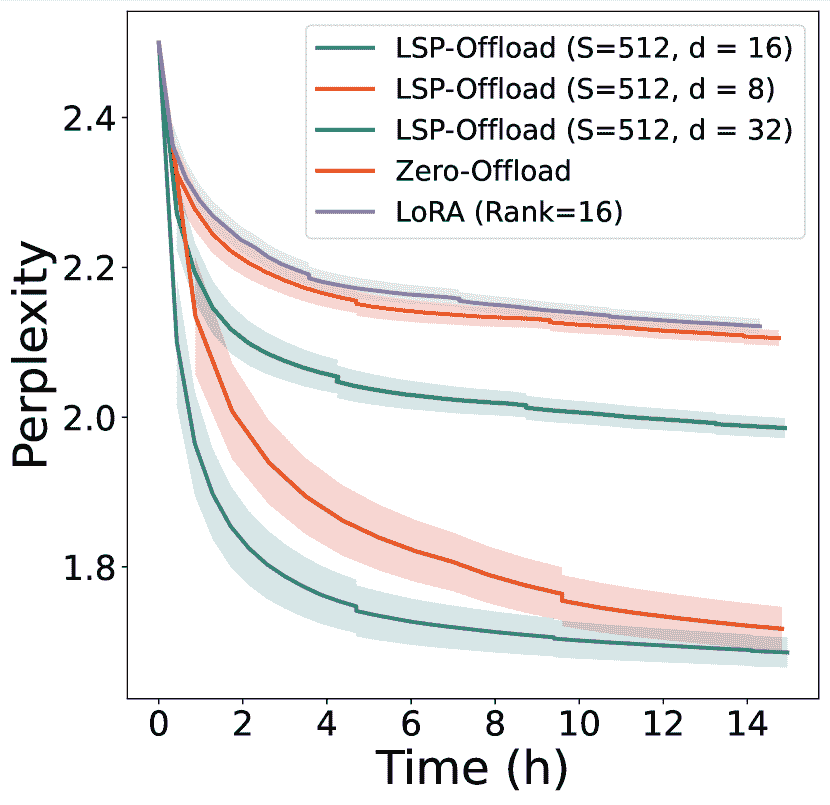 LSP-Offload (S=512, d = 16)
LSP-Offload (S=512, d = 8)
LSP-Offload (S=512, d = 32)
Zero-Offload
LoRA (Rank=16)
Perplexity
2.4
2.2
2.0
1.8
0 2 4 6 8 10 12 14
Time (h)